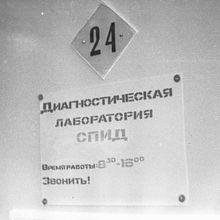 24
ДИАГНОСТИЧЕСКАЯ
ЛАБОРАТОРИЯ
СПИД
ВРЕМЯ РАБОТЫ: 8³⁰-16⁰⁰
ЗВОНИТЬ!